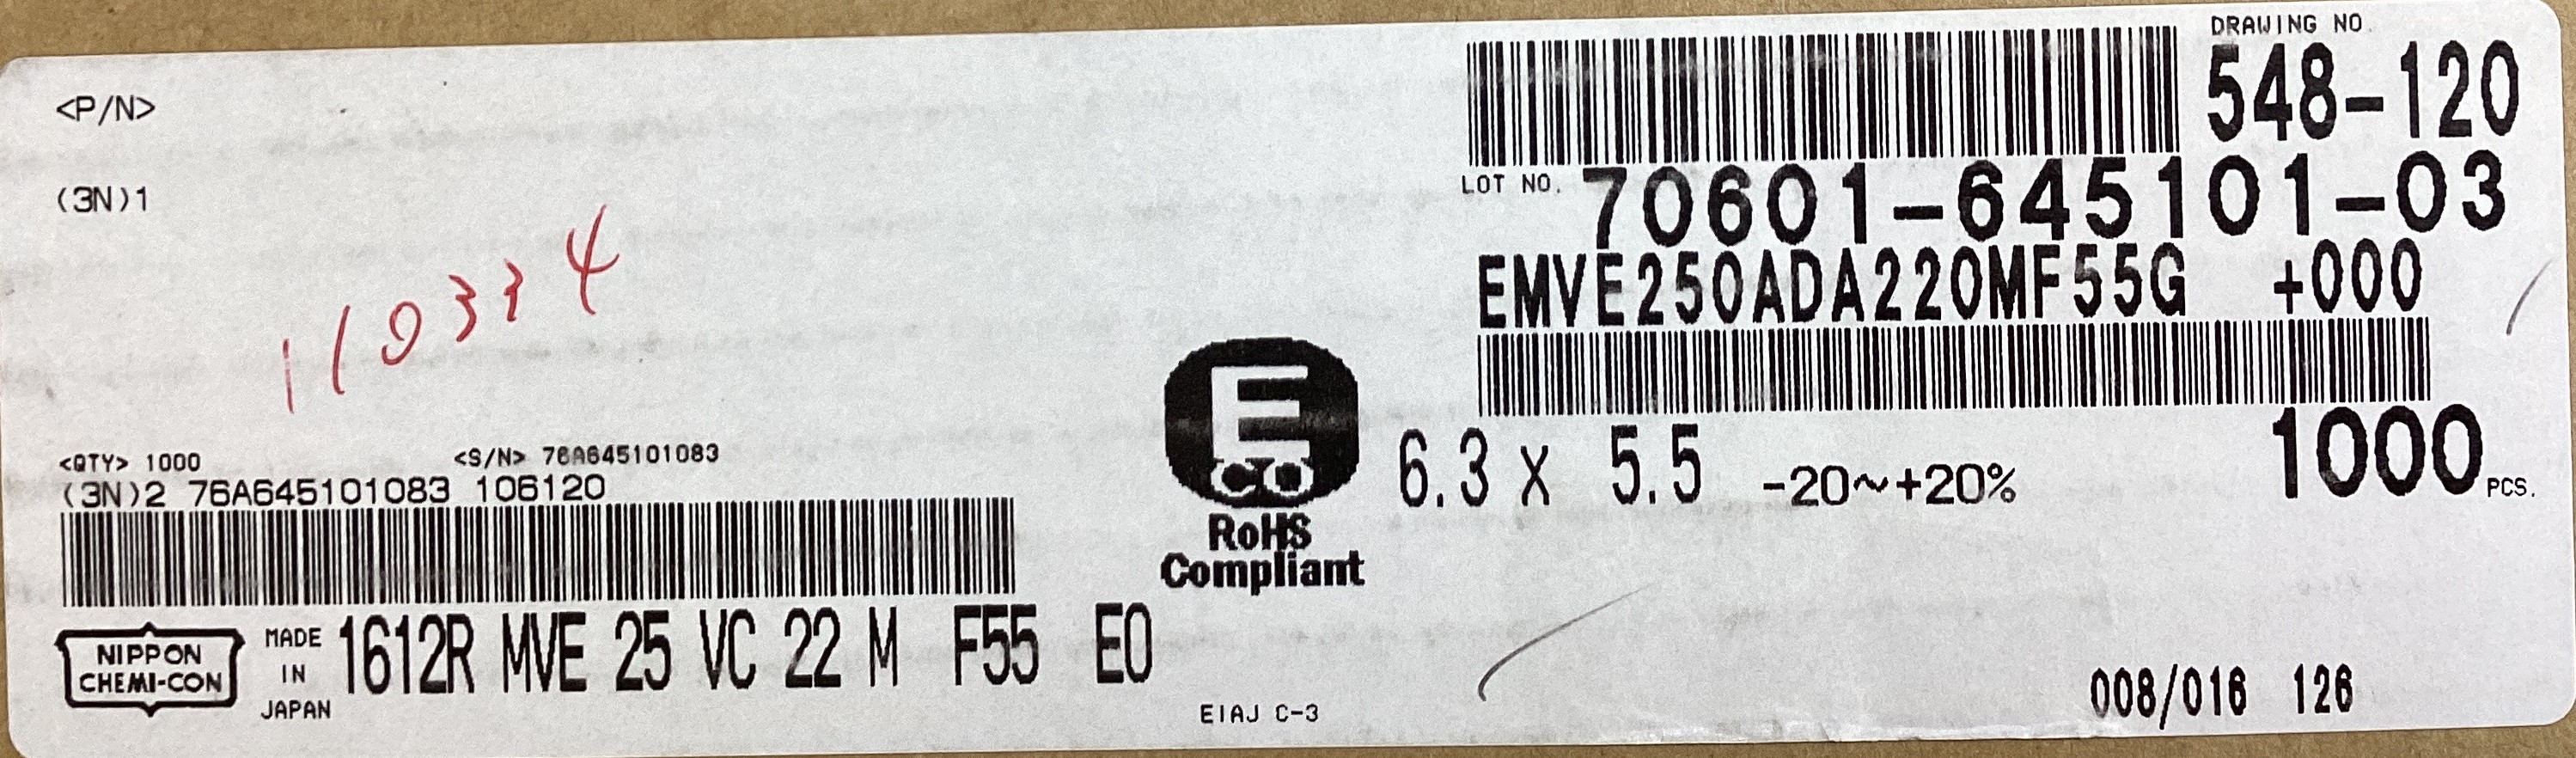 <P/N>
(3N)1
110334
<QTY> 1000 <S/N> 76A645101083
(3N)2 76A645101083 106120
NIPPON
CHEMI-CON
MADE
IN
JAPAN
1612R MVE 25 VC 22 M F55 E0
E
co
RoHS
Compliant
EIAJ C-3
DRAWING NO.
548-120
LOT NO. 70601-645101-03
EMVE250ADA220MF55G +000
6.3 x 5.5 -20~+20% 1000 PCS.
008/016 126